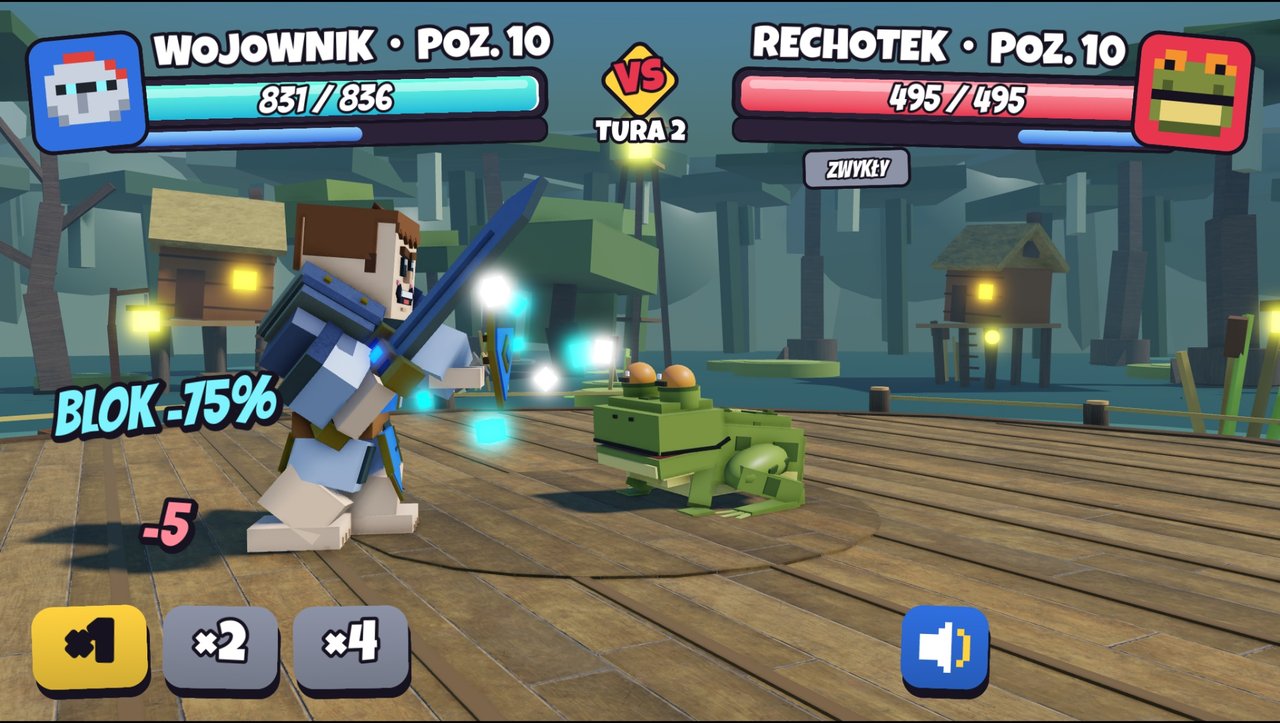 WOJOWNIK • POZ. 10
831 / 836
VS
TURA 2
RECHOTEK • POZ. 10
495 / 495
ZWYKŁY
BLOK -75%
-5
×1
×2
×4